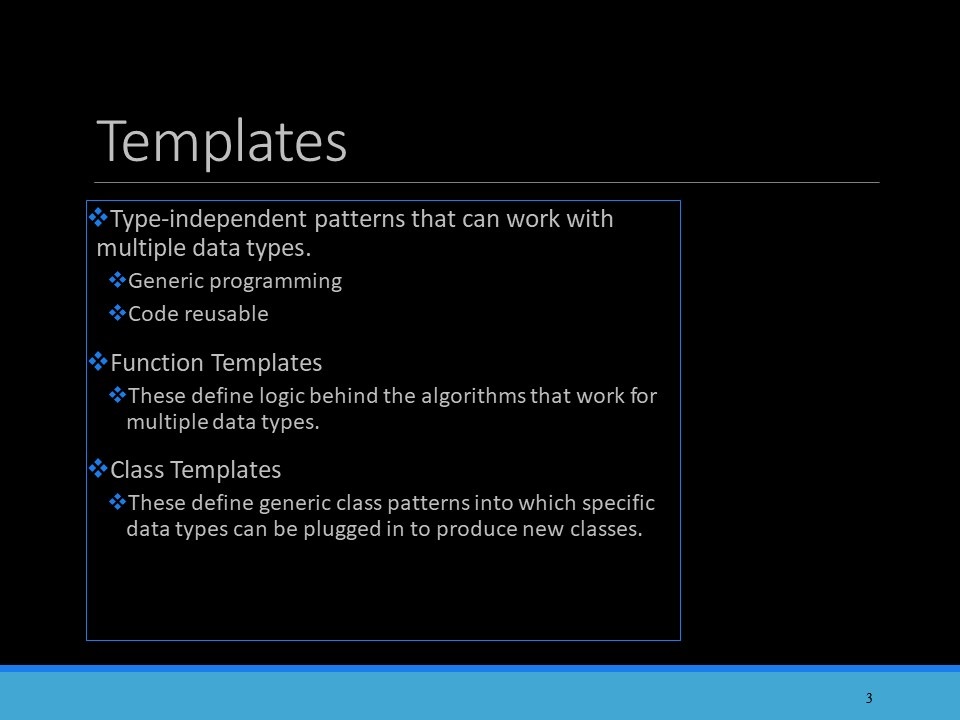 Templates
❖Type-independent patterns that can work with
multiple data types.
❖Generic programming
❖Code reusable
❖Function Templates
❖These define logic behind the algorithms that work for
multiple data types.
❖Class Templates
❖These define generic class patterns into which specific
data types can be plugged in to produce new classes.
3